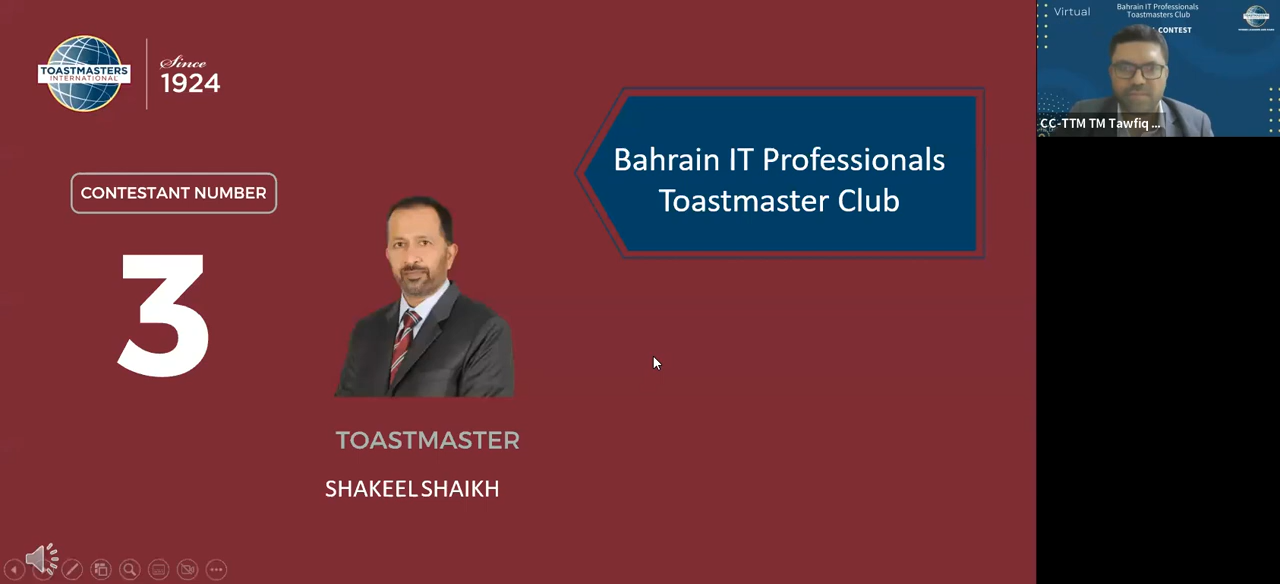 TOASTMASTERS
INTERNATIONAL
Since
1924
CONTESTANT NUMBER
3
TOASTMASTER
SHAKEEL SHAIKH
Bahrain IT Professionals
Toastmaster Club
Virtual
Bahrain IT Professionals
Toastmasters Club
CONTEST
CC-TTM TM Tawfiq ...